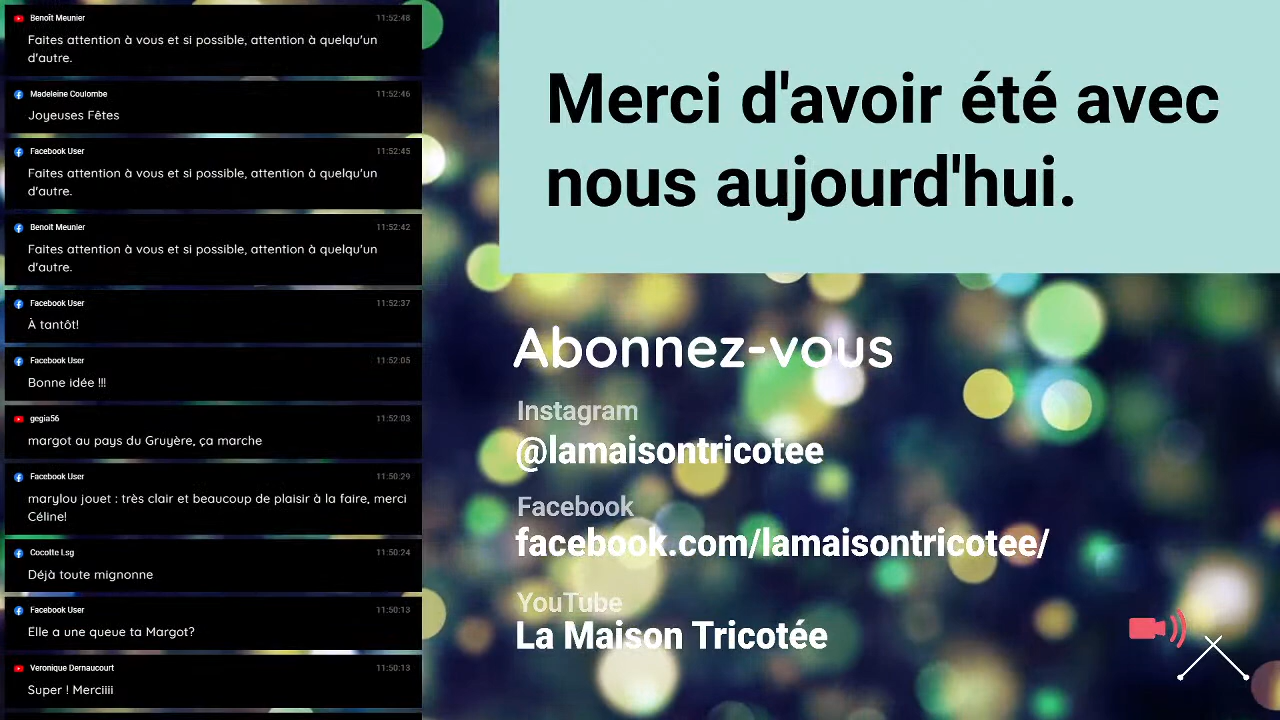 Benoît Meunier
11:52:48
Faites attention à vous et si possible, attention à quelqu'un
d'autre.
Madeleine Coulombe
11:52:46
Joyeuses Fêtes
Facebook User
11:52:45
Faites attention à vous et si possible, attention à quelqu'un
d'autre.
Benoit Meunier
11:52:42
Faites attention à vous et si possible, attention à quelqu'un
d'autre.
Facebook User
11:52:37
À tantôt!
Facebook User
11:52:05
Bonne idée !!!
gegia56
11:52:03
margot au pays du Gruyère, ça marche
Facebook User
11:50:29
marylou jouet : très clair et beaucoup de plaisir à la faire, merci
Céline!
Cocotte Lsg
11:50:24
Déjà toute mignonne
Facebook User
11:50:13
Elle a une queue ta Margot?
Veronique Dernaucourt
11:50:13
Super ! Merciiii
Merci d'avoir été avec
nous aujourd'hui.
Abonnez-vous
Instagram
@lamaisontricotee
Facebook
facebook.com/lamaisontricotee/
YouTube
La Maison Tricotée